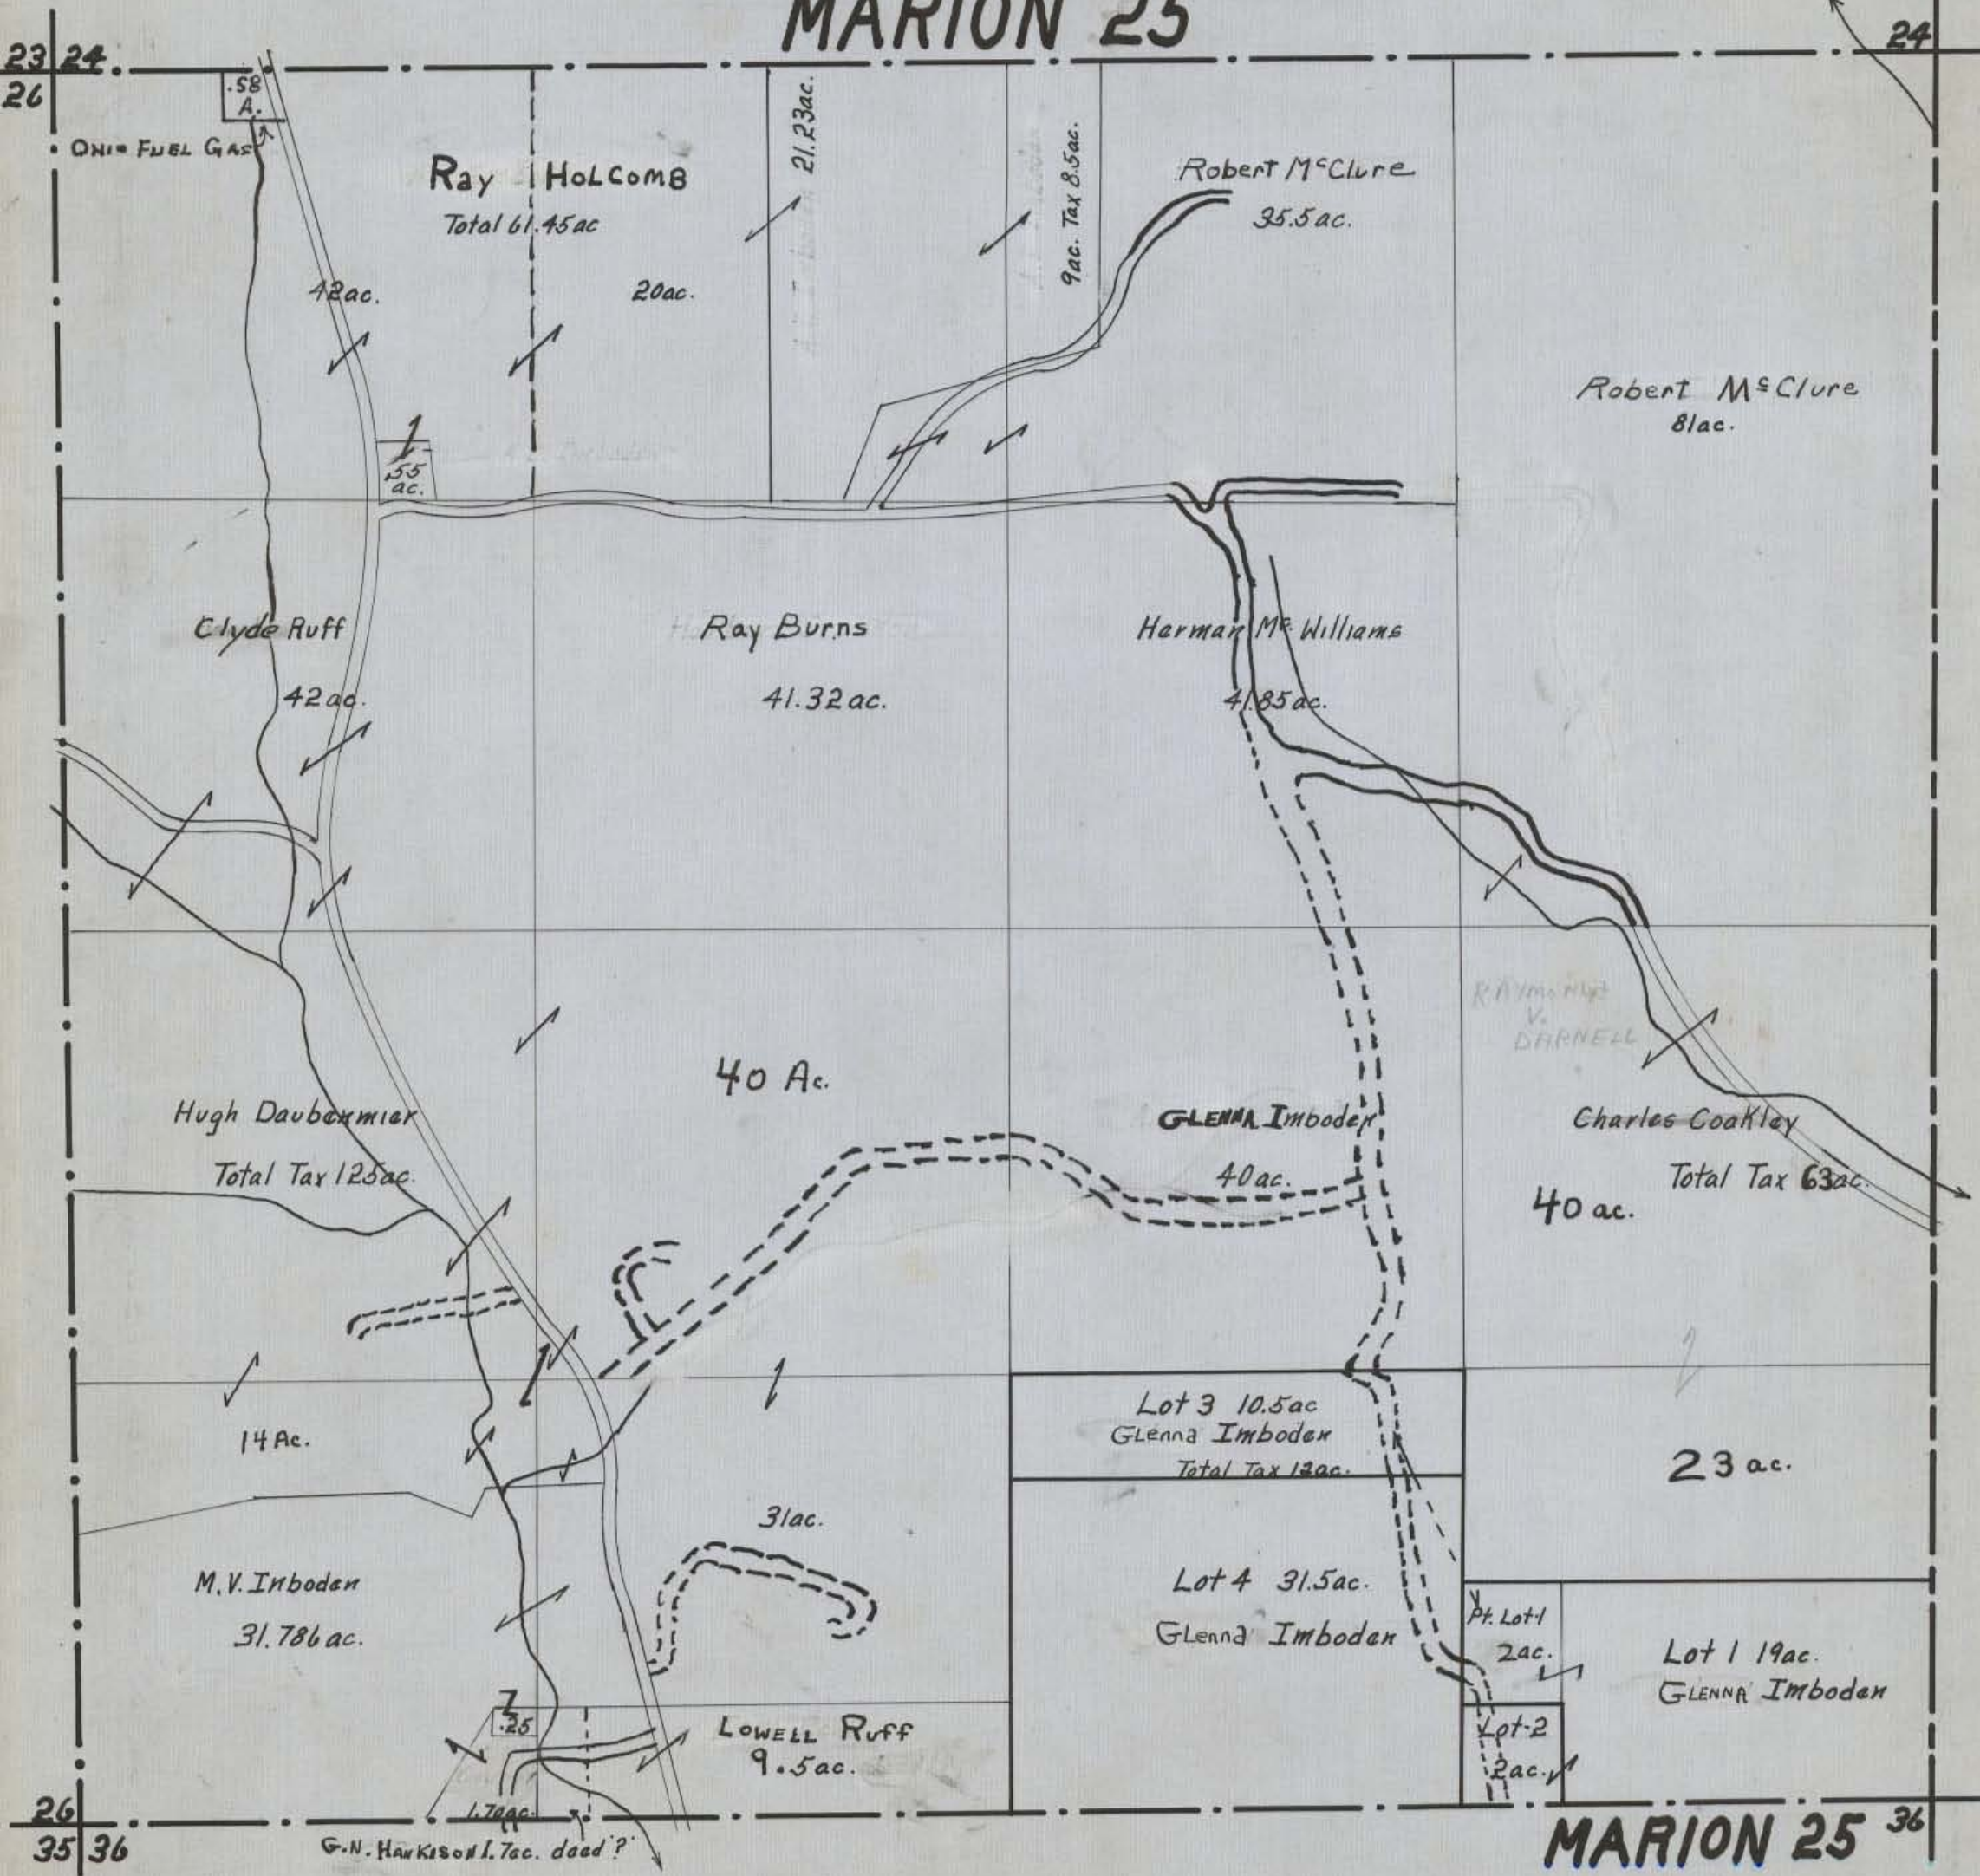 MARION 25
23 24
24
26
.58
A.
OHIO FUEL GAS
Ray HOLCOMB
Total 61.45ac
42ac.
20ac.
21.23ac.
9ac. Tax 8.5ac.
Robert McClure
35.5ac.
Robert McClure
81ac.
1
.55
ac.
Clyde Ruff
42ac.
Ray Burns
41.32ac.
Herman Mc Williams
41.85ac.
RAYMOND
V.
DARNELL
40 Ac.
Hugh Daubenmier
Total Tax 125ac.
GLENNA Imboden
40ac.
Charles Coakley
Total Tax 63ac.
40 ac.
14 Ac.
Lot 3 10.5ac
GLenna Imboden
Total Tax 12ac.
23 ac.
31ac.
M.V. Inboden
31.786ac.
Lot 4 31.5ac.
GLenna Imboden
Pt. Lot 1
2ac.
Lot 1 19ac.
GLENNA Imboden
.25
LOWELL Ruff
9.5ac.
Lot-2
2ac.
26
35 36
G.N. HANKISON 1.7ac. deed ?
MARION 25
36